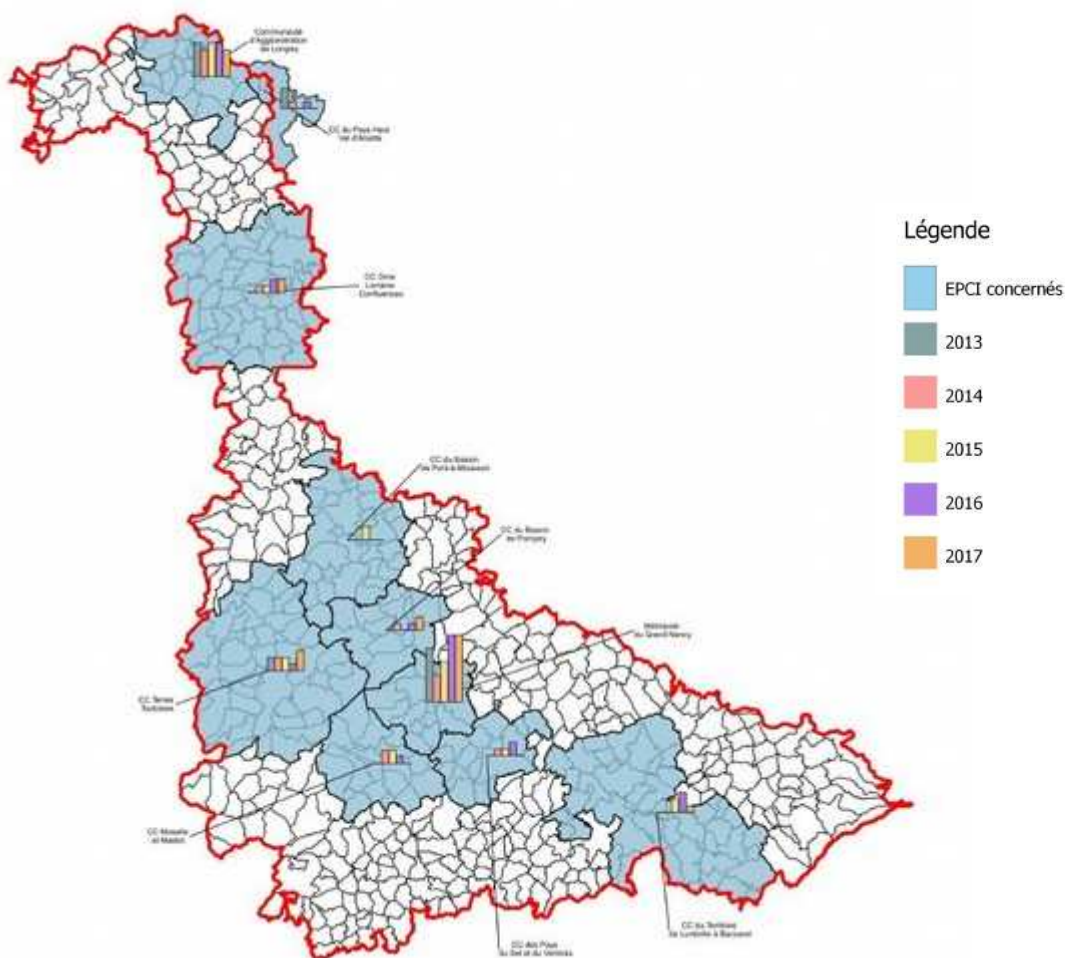 Communauté
d'Agglomération
de Longwy
CC du Pays Haut
Val d'Alzette
CC Orne
Lorraine
Confluences
Légende
EPCI concernés
2013
2014
2015
2016
2017
CC du Bassin
de Pont-à-Mousson
CC du Bassin
de Pompey
Métropole
du Grand Nancy
CC Terres
Touloises
CC Moselle
et Madon
CC des Pays
du Sel et du Vermois
CC du Territoire
de Lunéville à Baccarat